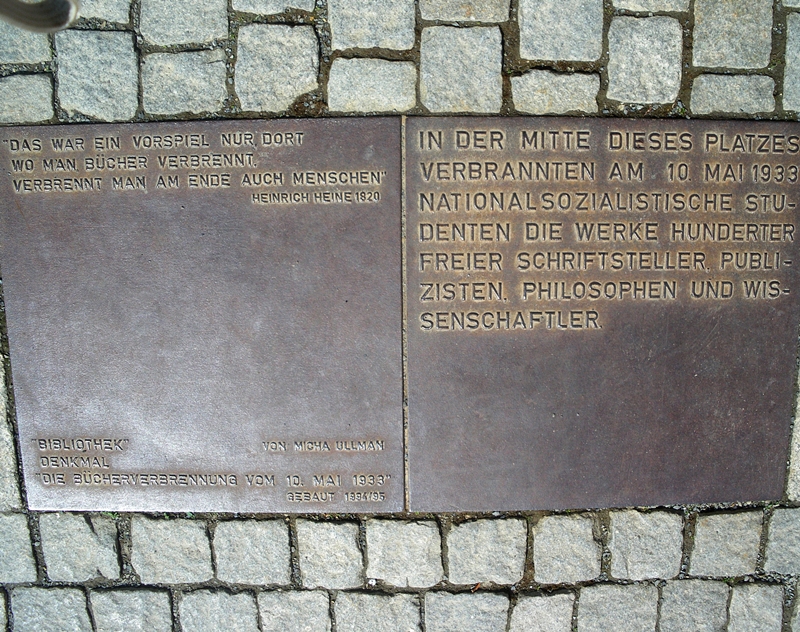 "DAS WAR EIN VORSPIEL NUR, DORT
WO MAN BÜCHER VERBRENNT,
VERBRENNT MAN AM ENDE AUCH MENSCHEN"
HEINRICH HEINE 1820
"BIBLIOTHEK" VON MICHA ULLMAN
DENKMAL
"DIE BÜCHERVERBRENNUNG VOM 10. MAI 1933"
GEBAUT 1994/95
IN DER MITTE DIESES PLATZES
VERBRANNTEN AM 10. MAI 1933
NATIONALSOZIALISTISCHE STU-
DENTEN DIE WERKE HUNDERTER
FREIER SCHRIFTSTELLER, PUBLI-
ZISTEN, PHILOSOPHEN UND WIS-
SENSCHAFTLER.